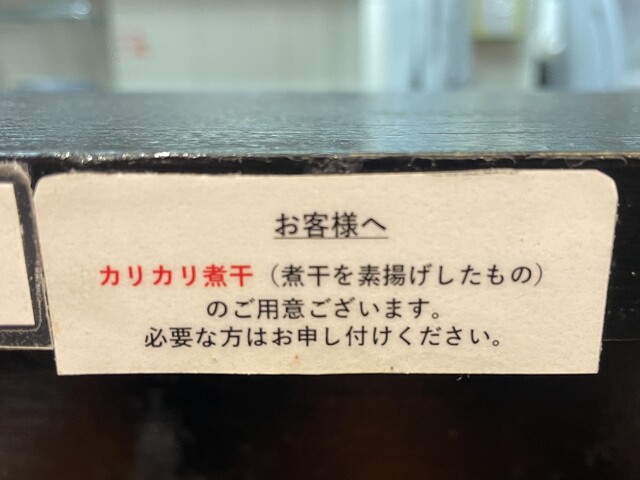 お客様へ
カリカリ煮干（煮干を素揚げしたもの）
のご用意ございます。
必要な方はお申し付けください。